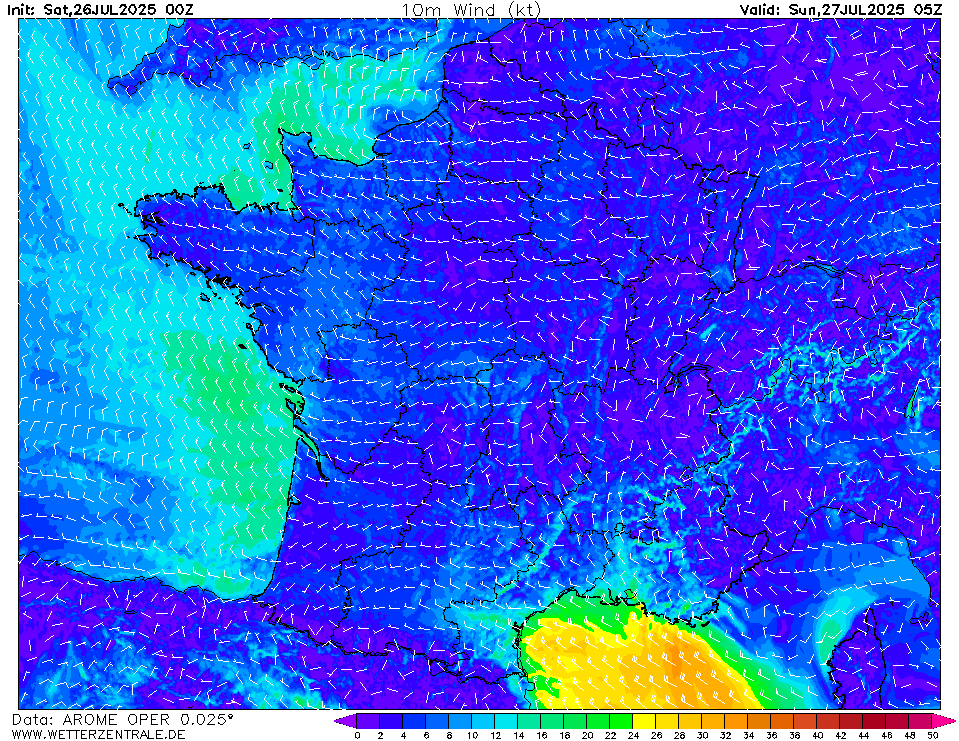 Init: Sat,26JUL2025 00Z 10m Wind (kt) Valid: Sun,27JUL2025 05Z
Data: AROME OPER 0.025°
WWW.WETTERZENTRALE.DE
0 2 4 6 8 10 12 14 16 18 20 22 24 26 28 30 32 34 36 38 40 42 44 46 48 50